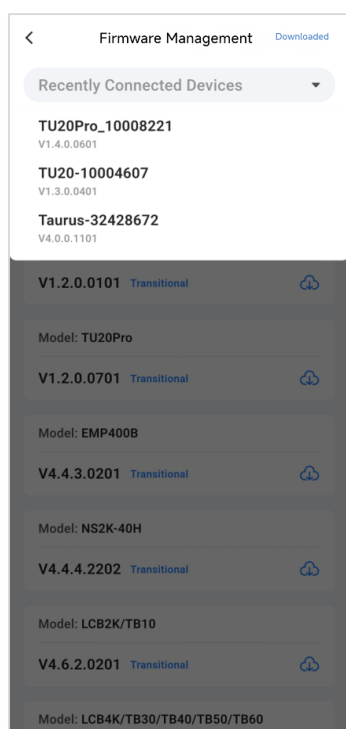 Firmware Management
Downloaded
Recently Connected Devices
TU20Pro_10008221
V1.4.0.0601
TU20-10004607
V1.3.0.0401
Taurus-32428672
V4.0.0.1101
V1.2.0.0101 Transitional
Model: TU20Pro
V1.2.0.0701 Transitional
Model: EMP400B
V4.4.3.0201 Transitional
Model: NS2K-40H
V4.4.4.2202 Transitional
Model: LCB2K/TB10
V4.6.2.0201 Transitional
Model: LCB4K/TB30/TB40/TB50/TB60